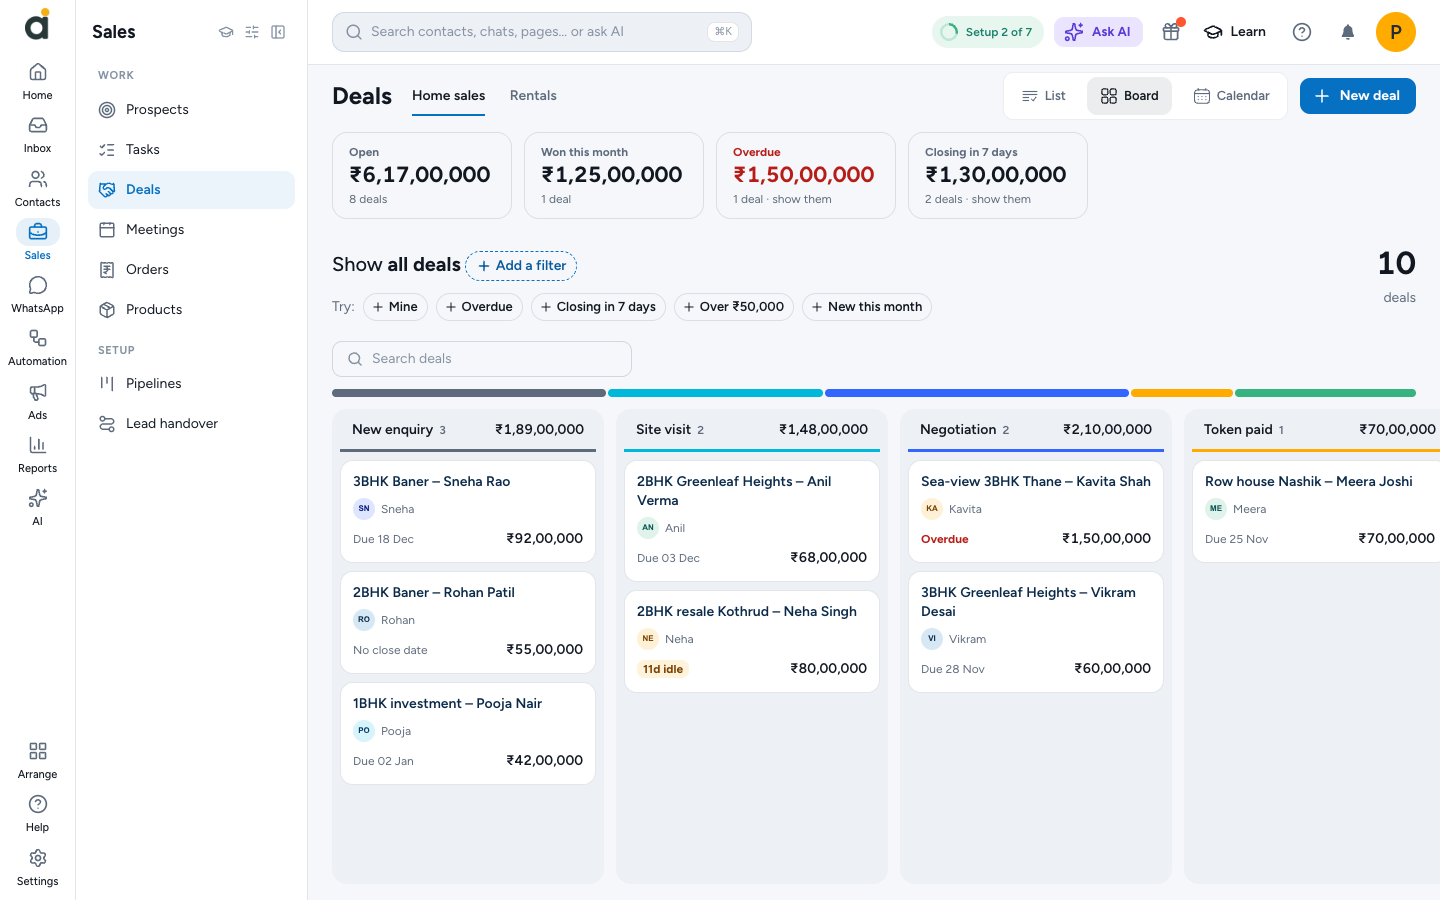 a
Home
Inbox
Contacts
Sales
WhatsApp
Automation
Ads
Reports
AI
Arrange
Help
Settings
Sales
WORK
Prospects
Tasks
Deals
Meetings
Orders
Products
SETUP
Pipelines
Lead handover
Search contacts, chats, pages... or ask AI
⌘K
Setup 2 of 7
Ask AI
Learn
P
Deals
Home sales
Rentals
List
Board
Calendar
New deal
Open
₹6,17,00,000
8 deals
Won this month
₹1,25,00,000
1 deal
Overdue
₹1,50,00,000
1 deal · show them
Closing in 7 days
₹1,30,00,000
2 deals · show them
Show all deals
Add a filter
10
deals
Try:
Mine
Overdue
Closing in 7 days
Over ₹50,000
New this month
Search deals
New enquiry 3 ₹1,89,00,000
3BHK Baner – Sneha Rao
SN Sneha
Due 18 Dec ₹92,00,000
2BHK Baner – Rohan Patil
RO Rohan
No close date ₹55,00,000
1BHK investment – Pooja Nair
PO Pooja
Due 02 Jan ₹42,00,000
Site visit 2 ₹1,48,00,000
2BHK Greenleaf Heights – Anil
Verma
AN Anil
Due 03 Dec ₹68,00,000
2BHK resale Kothrud – Neha Singh
NE Neha
11d idle ₹80,00,000
Negotiation 2 ₹2,10,00,000
Sea-view 3BHK Thane – Kavita Shah
KA Kavita
Overdue ₹1,50,00,000
3BHK Greenleaf Heights – Vikram
Desai
VI Vikram
Due 28 Nov ₹60,00,000
Token paid 1 ₹70,00,000
Row house Nashik – Meera Joshi
ME Meera
Due 25 Nov ₹70,00,000